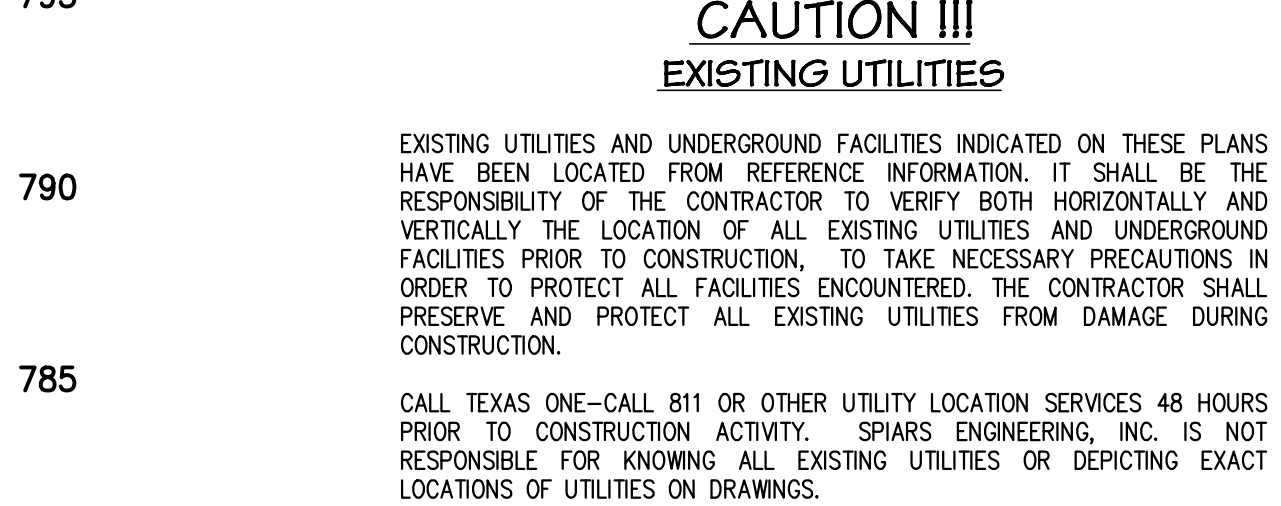 795
CAUTION !!!
EXISTING UTILITIES
EXISTING UTILITIES AND UNDERGROUND FACILITIES INDICATED ON THESE PLANS
HAVE BEEN LOCATED FROM REFERENCE INFORMATION. IT SHALL BE THE
790
RESPONSIBILITY OF THE CONTRACTOR TO VERIFY BOTH HORIZONTALLY AND
VERTICALLY THE LOCATION OF ALL EXISTING UTILITIES AND UNDERGROUND
FACILITIES PRIOR TO CONSTRUCTION, TO TAKE NECESSARY PRECAUTIONS IN
ORDER TO PROTECT ALL FACILITIES ENCOUNTERED. THE CONTRACTOR SHALL
PRESERVE AND PROTECT ALL EXISTING UTILITIES FROM DAMAGE DURING
CONSTRUCTION.
785
CALL TEXAS ONE-CALL 811 OR OTHER UTILITY LOCATION SERVICES 48 HOURS
PRIOR TO CONSTRUCTION ACTIVITY. SPIARS ENGINEERING, INC. IS NOT
RESPONSIBLE FOR KNOWING ALL EXISTING UTILITIES OR DEPICTING EXACT
LOCATIONS OF UTILITIES ON DRAWINGS.